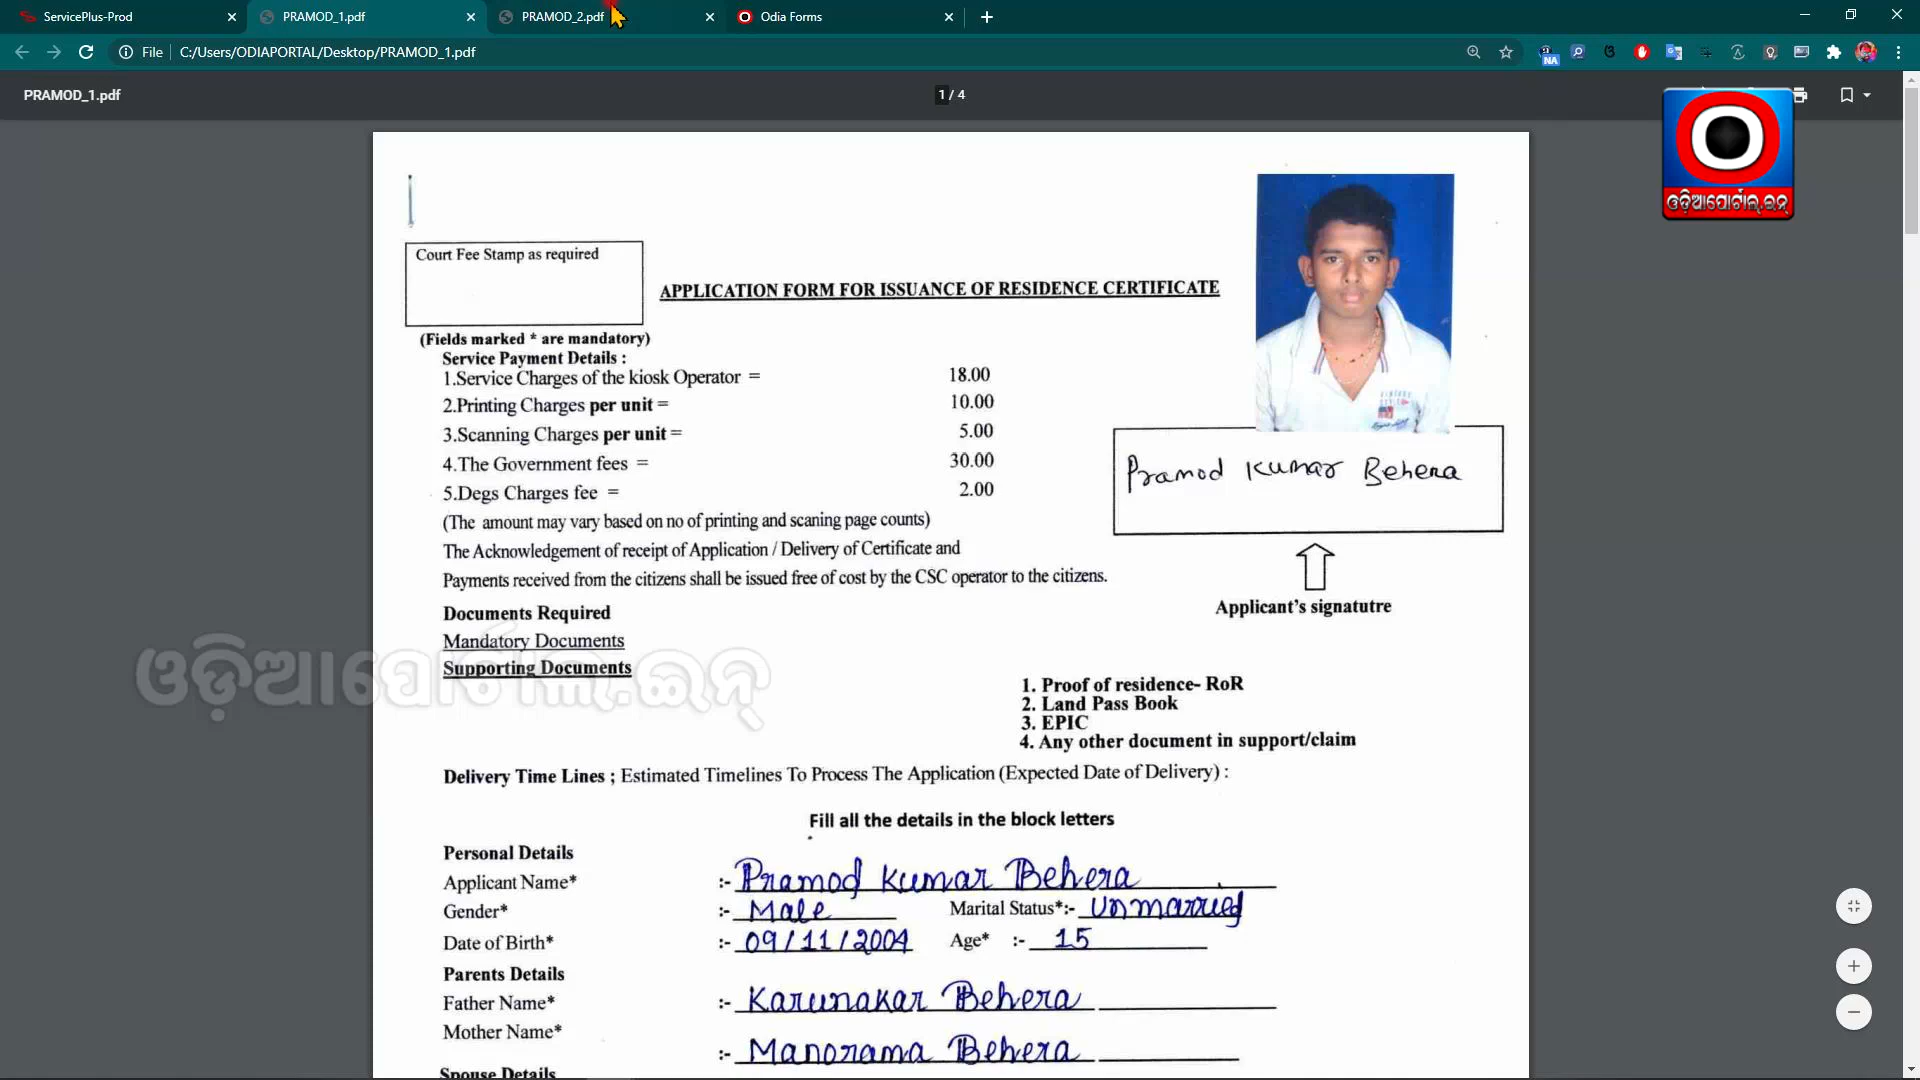 ServicePlus-Prod
PRAMOD_1.pdf
PRAMOD_2.pdf
Odia Forms
File
C:/Users/ODIAPORTAL/Desktop/PRAMOD_1.pdf
NA
PRAMOD_1.pdf
1 / 4
ଓଡ଼ିଆପୋର୍ଟାଲ୍.ଇନ୍
Court Fee Stamp as required
APPLICATION FORM FOR ISSUANCE OF RESIDENCE CERTIFICATE
(Fields marked * are mandatory)
Service Payment Details :
1.Service Charges of the kiosk Operator = 18.00
2.Printing Charges per unit = 10.00
3.Scanning Charges per unit = 5.00
4.The Government fees = 30.00
5.Degs Charges fee = 2.00
Pramod Kumar Behera
(The amount may vary based on no of printing and scaning page counts)
The Acknowledgement of receipt of Application / Delivery of Certificate and
Payments received from the citizens shall be issued free of cost by the CSC operator to the citizens.
Applicant's signatutre
Documents Required
Mandatory Documents
Supporting Documents
ଓଡ଼ିଆପୋର୍ଟାଲ୍.ଇନ୍
1. Proof of residence- RoR
2. Land Pass Book
3. EPIC
4. Any other document in support/claim
Delivery Time Lines ; Estimated Timelines To Process The Application (Expected Date of Delivery) :
Fill all the details in the block letters
Personal Details
Applicant Name* :- Pramod Kumar Behera
Gender* :- Male Marital Status*:- Unmarried
Date of Birth* :- 09/11/2004 Age* :- 15
Parents Details
Father Name* :- Karunakar Behera
Mother Name* :- Manorama Behera
Spouse Details